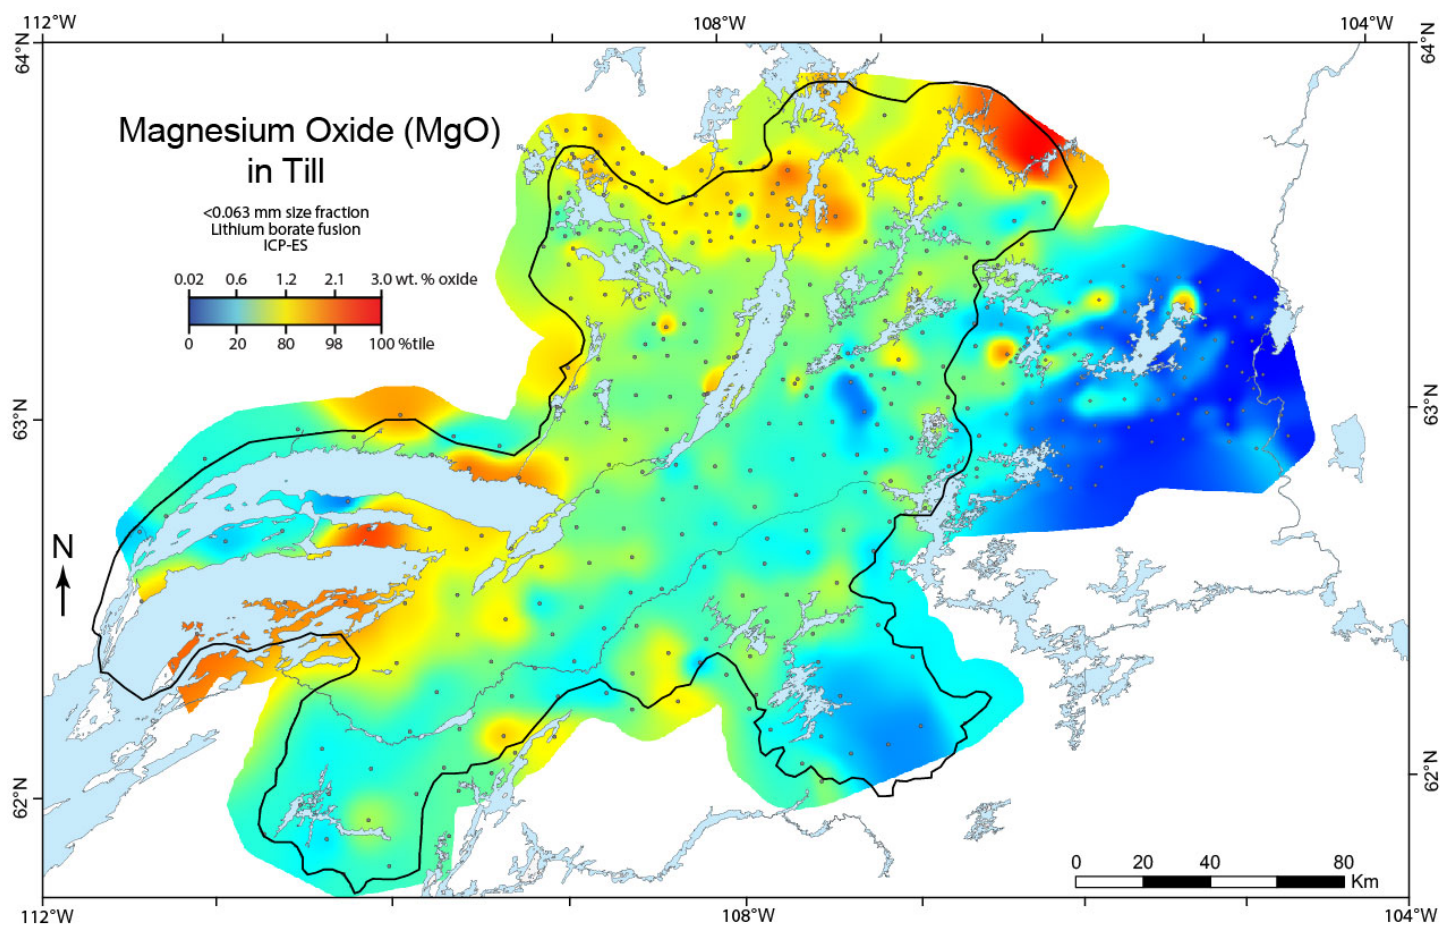 112°W 108°W 104°W
64°N 64°N
Magnesium Oxide (MgO)
in Till
<0.063 mm size fraction
Lithium borate fusion
ICP-ES
0.02 0.6 1.2 2.1 3.0 wt. % oxide
0 20 80 98 100 %tile
63°N 63°N
N
62°N 62°N
0 20 40 80
Km
112°W 108°W 104°W